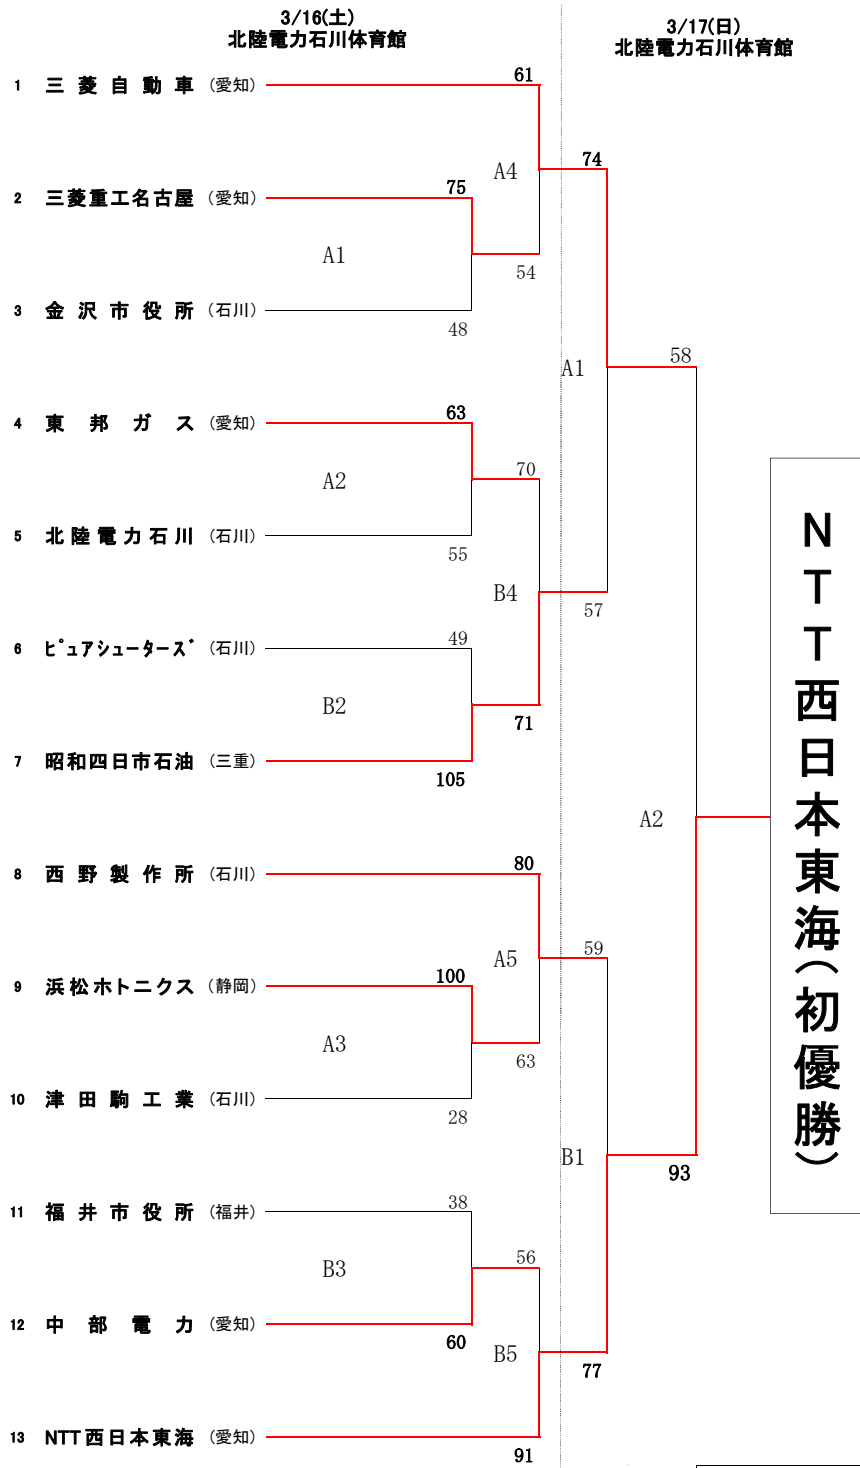 3/16(土)
北陸電力石川体育館
3/17(日)
北陸電力石川体育館
1 三菱自動車 (愛知) 61
A4 74
2 三菱重工名古屋 (愛知) 75
A1
54
3 金沢市役所 (石川)
48
A1 58
4 東邦ガス (愛知) 63
70
A2
5 北陸電力石川 (石川)
55
B4
57
6 ピュアシューターズ (石川) 49
B2
71
7 昭和四日市石油 (三重)
105
A2
8 西野製作所 (石川) 80
A5 59
9 浜松ホトニクス (静岡) 100
A3
63
10 津田駒工業 (石川)
28
B1
93
11 福井市役所 (福井) 38
56
B3
12 中部電力 (愛知)
60
B5
77
13 NTT西日本東海 (愛知)
91
NTT西日本東海(初優勝)